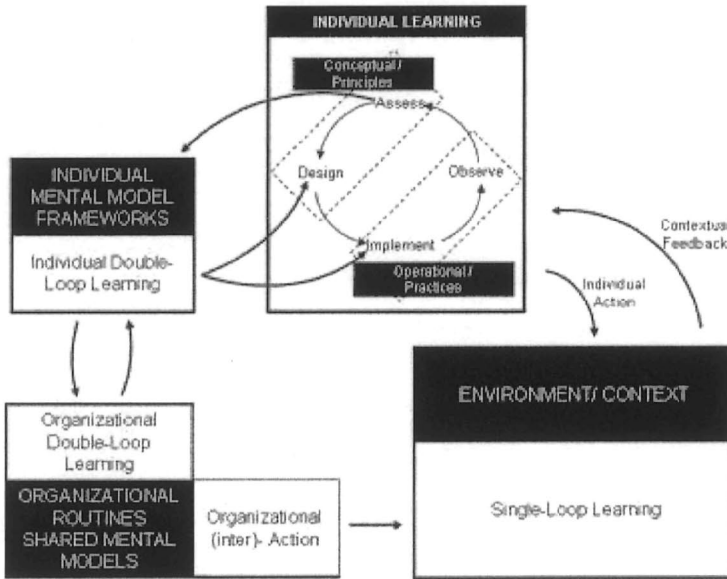 INDIVIDUAL LEARNING
Conceptual /
Principles
Assess
Design
Observe
Implement
Operational /
Practices
INDIVIDUAL
MENTAL MODEL
FRAMEWORKS
Individual Double-
Loop Learning
Contextual
Feedback
Individual
Action
Organizational
Double-Loop
Learning
ORGANIZATIONAL
ROUTINES
SHARED MENTAL
MODELS
Organizational
(inter)- Action
ENVIRONMENT/ CONTEXT
Single-Loop Learning